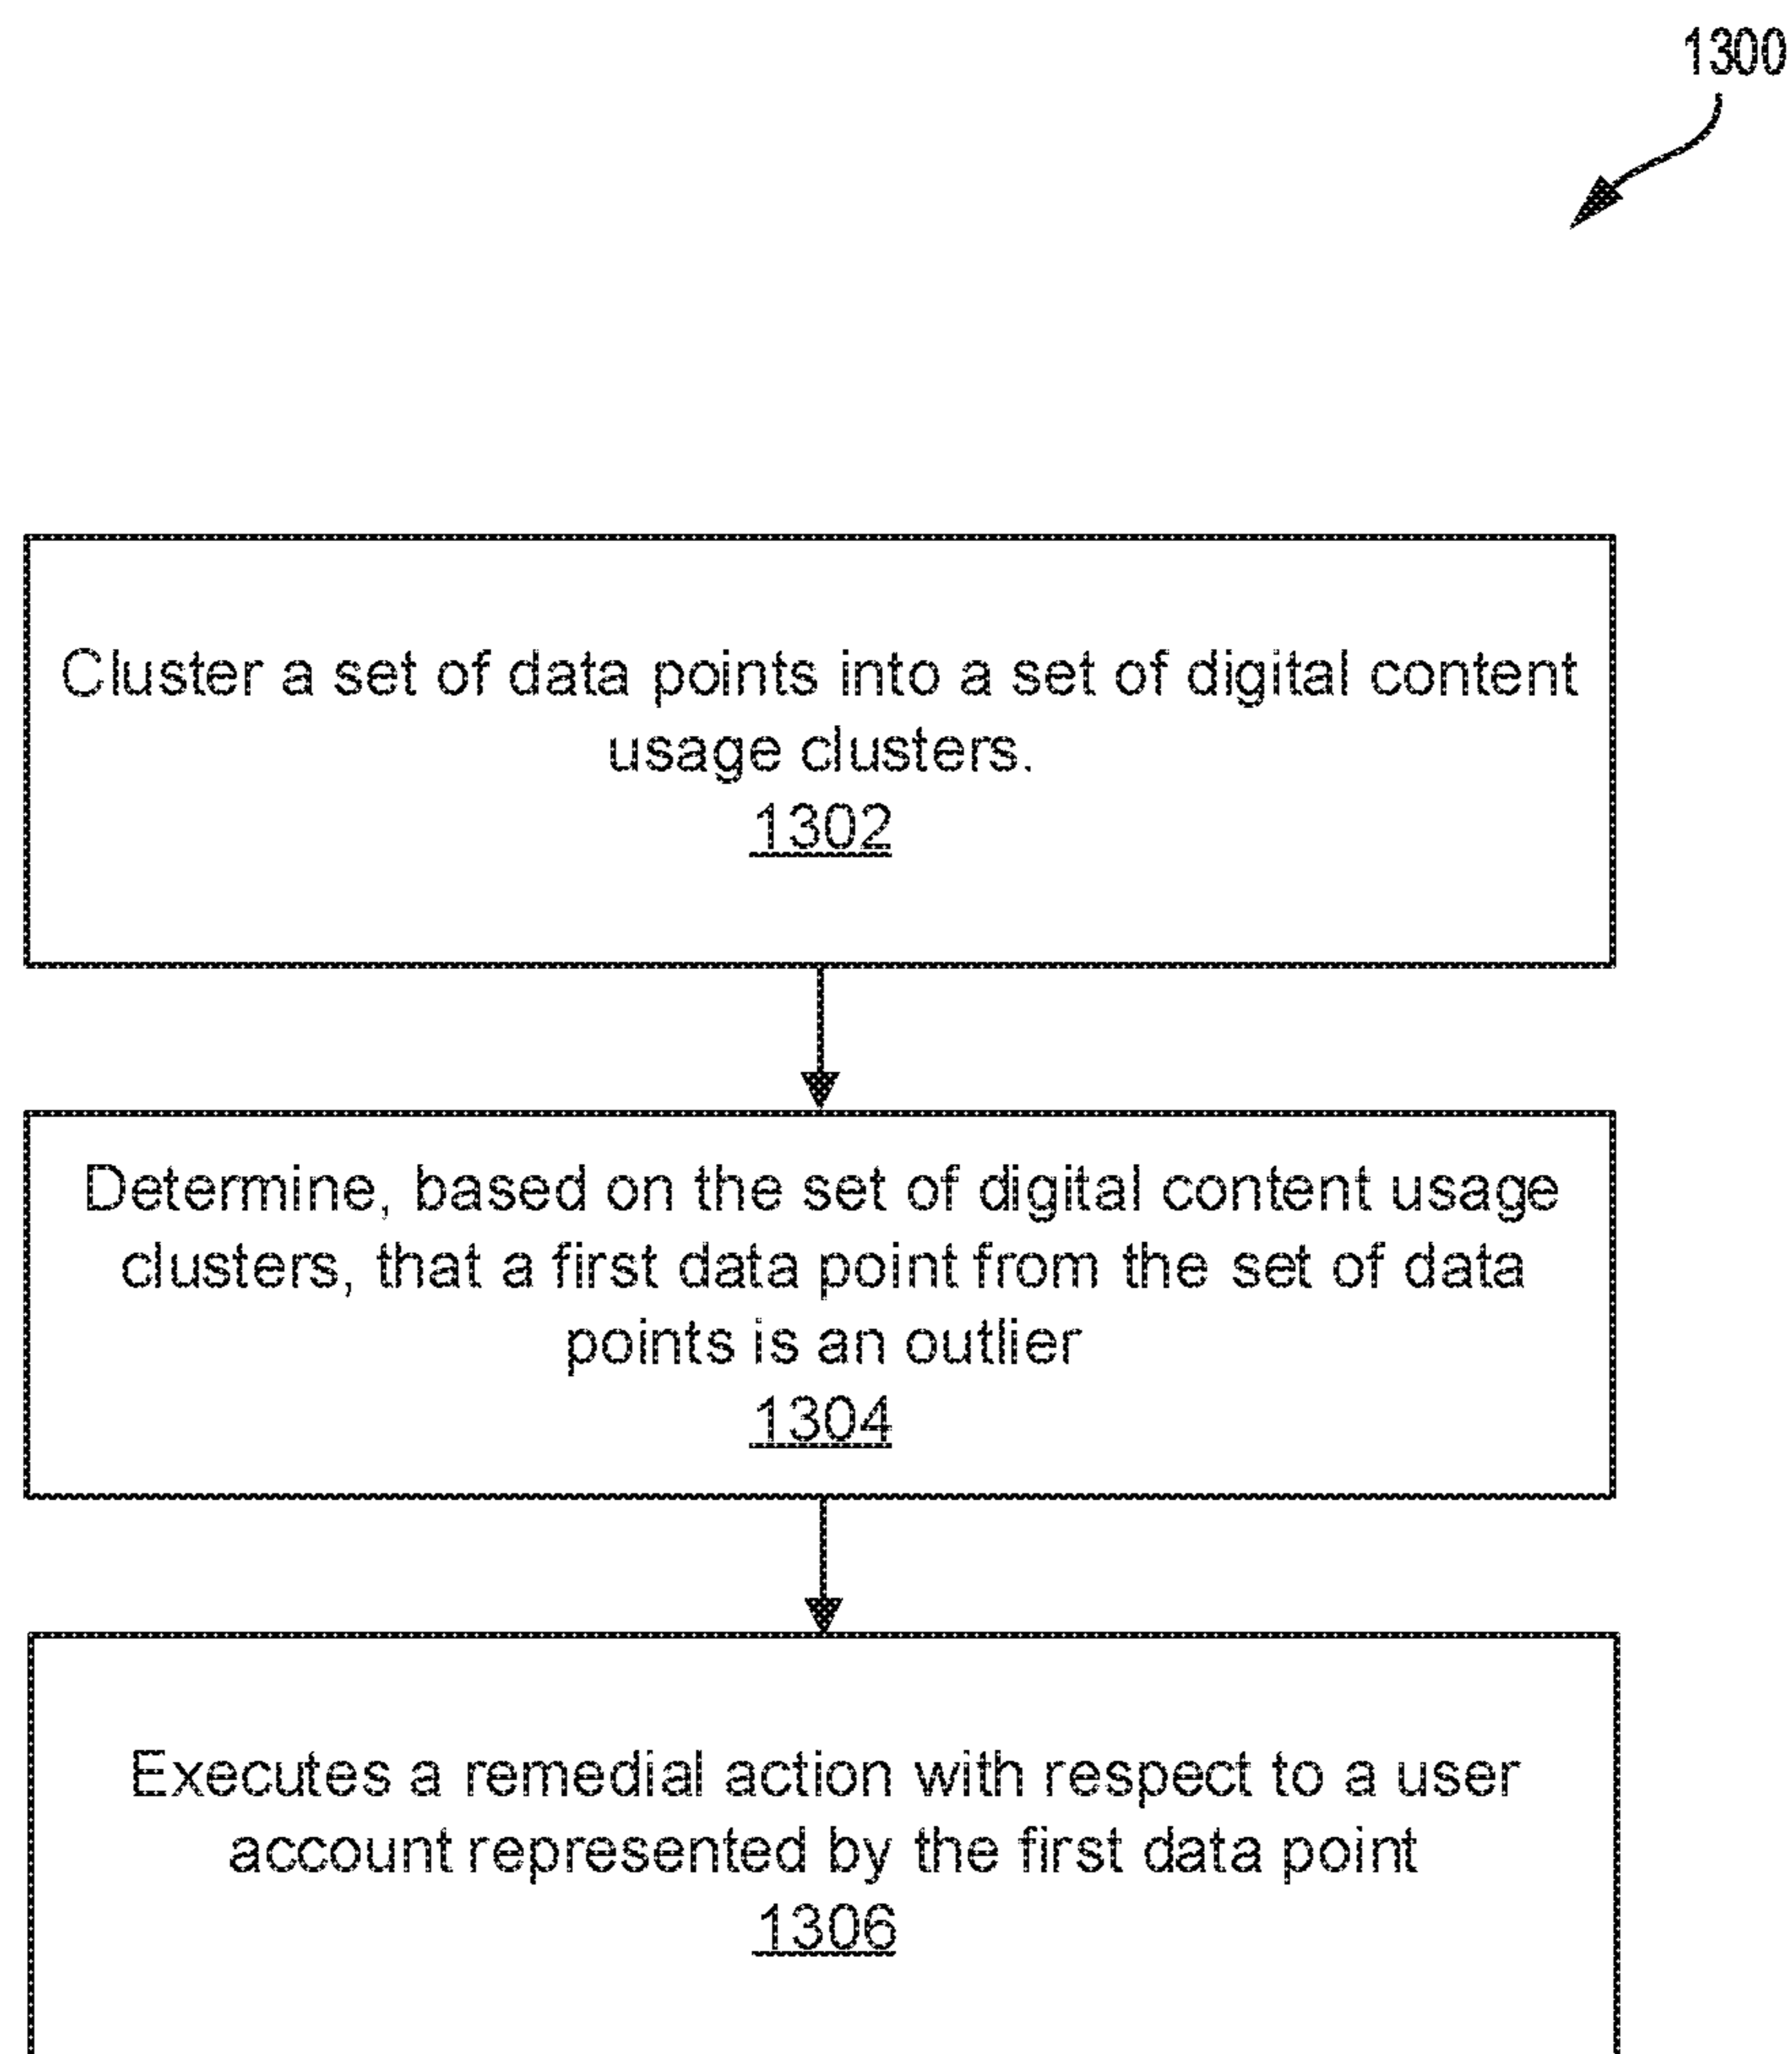 1300
Cluster a set of data points into a set of digital content
usage clusters.
1302
Determine, based on the set of digital content usage
clusters, that a first data point from the set of data
points is an outlier
1304
Executes a remedial action with respect to a user
account represented by the first data point
1306